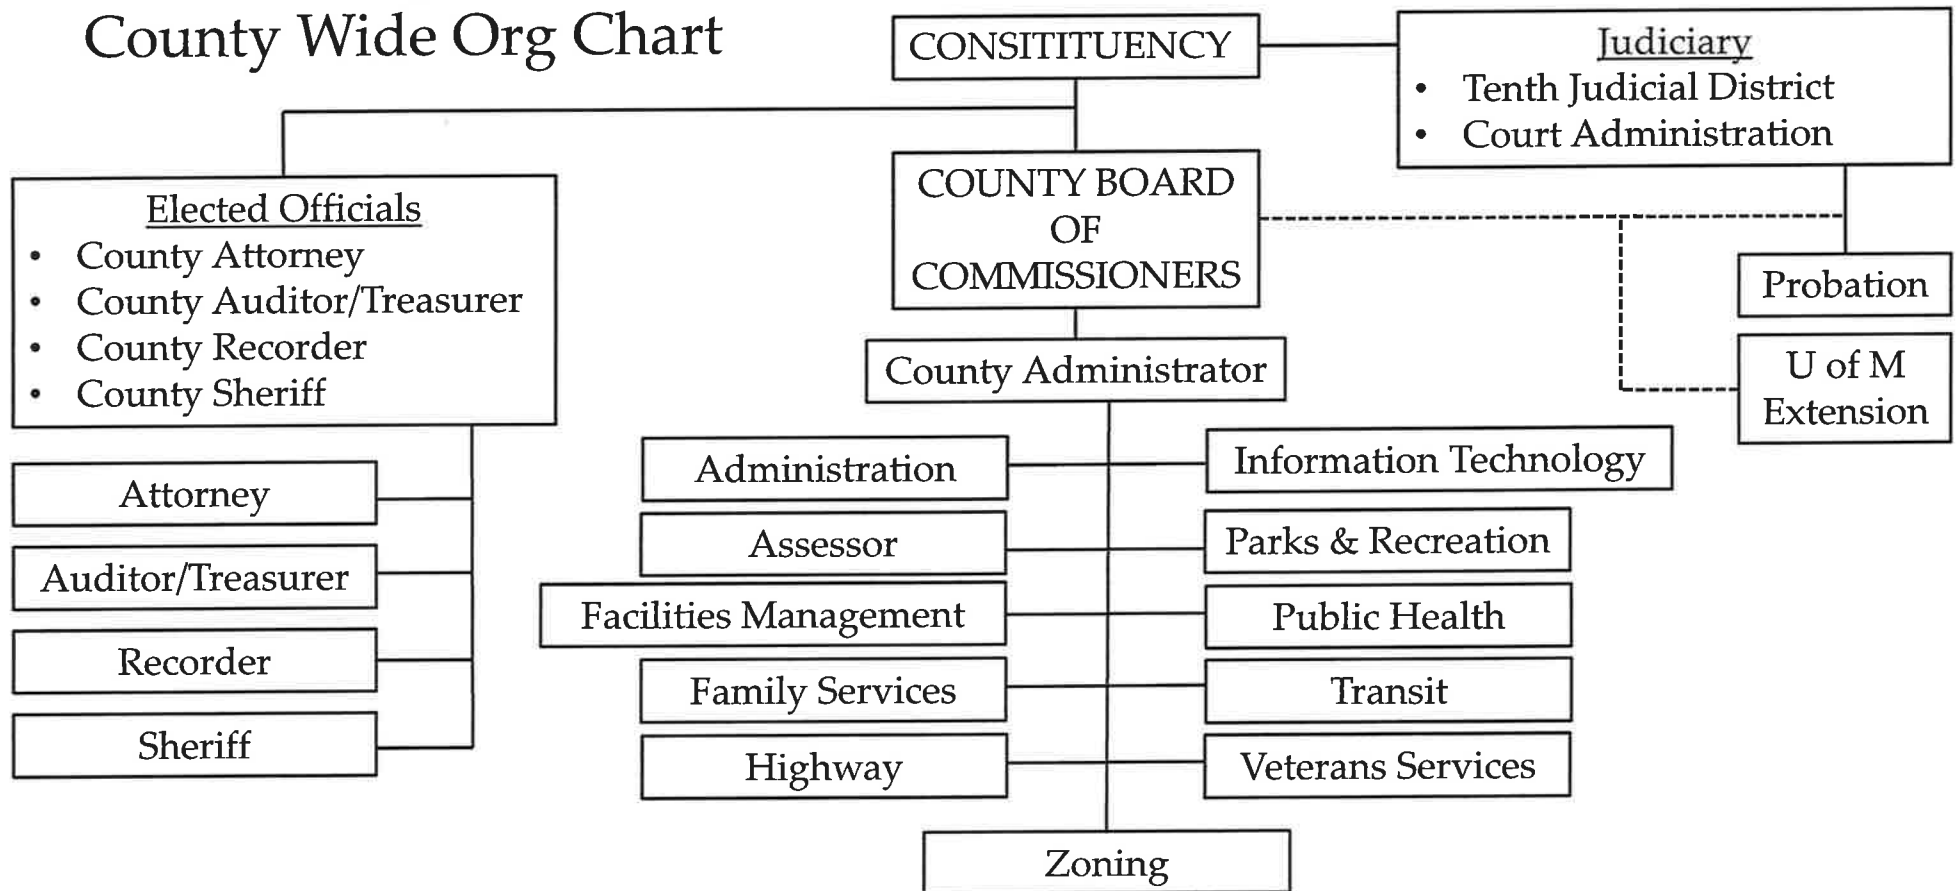 County Wide Org Chart
CONSITITUENCY
Judiciary
• Tenth Judicial District
• Court Administration
COUNTY BOARD
OF
COMMISSIONERS
Elected Officials
• County Attorney
• County Auditor/Treasurer
• County Recorder
• County Sheriff
Probation
U of M
Extension
County Administrator
Attorney
Auditor/Treasurer
Recorder
Sheriff
Administration
Information Technology
Assessor
Parks & Recreation
Facilities Management
Public Health
Family Services
Transit
Highway
Veterans Services
Zoning